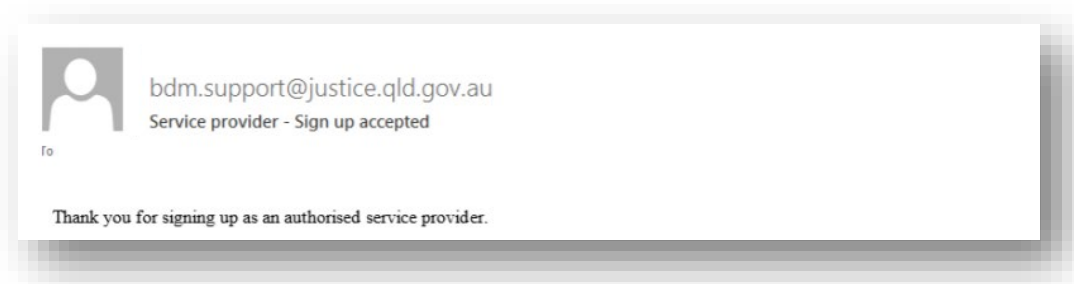 bdm.support@justice.qld.gov.au
Service provider - Sign up accepted
To
Thank you for signing up as an authorised service provider.